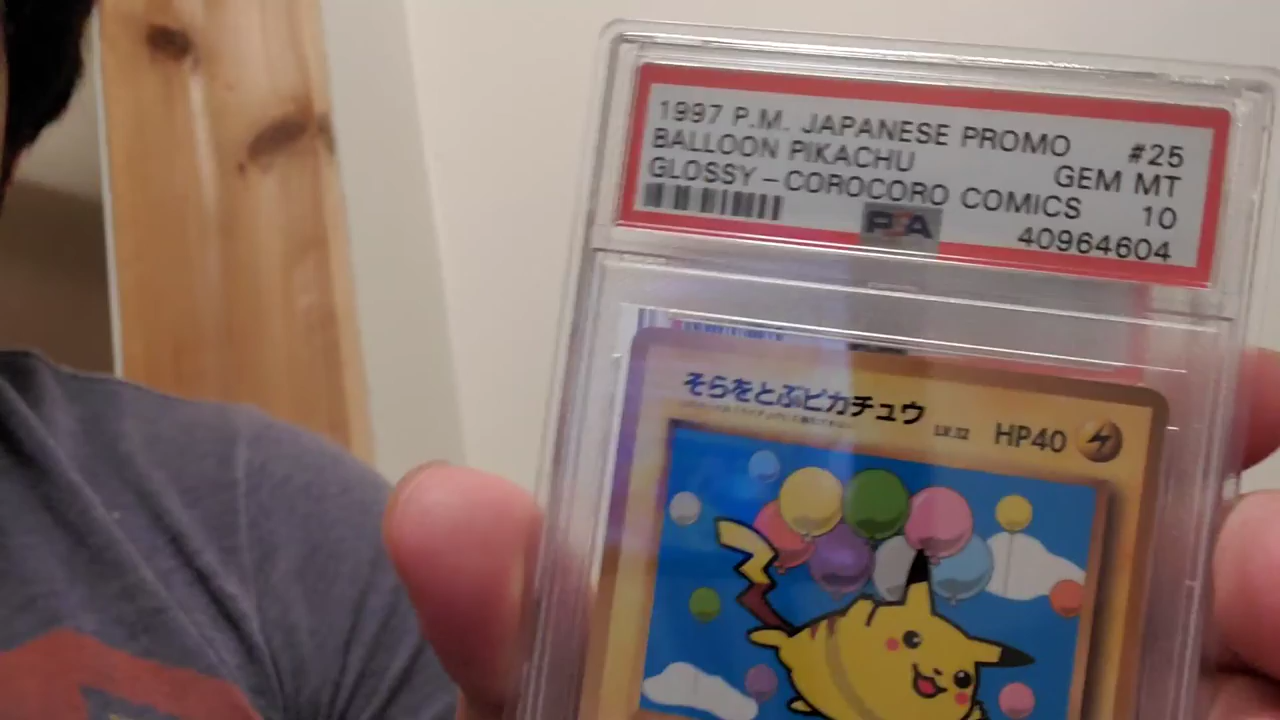 1997 P.M. JAPANESE PROMO #25
BALLOON PIKACHU GEM MT
GLOSSY-COROCORO COMICS 10
PSA 40964604
そらをとぶピカチュウ LV.12 HP40